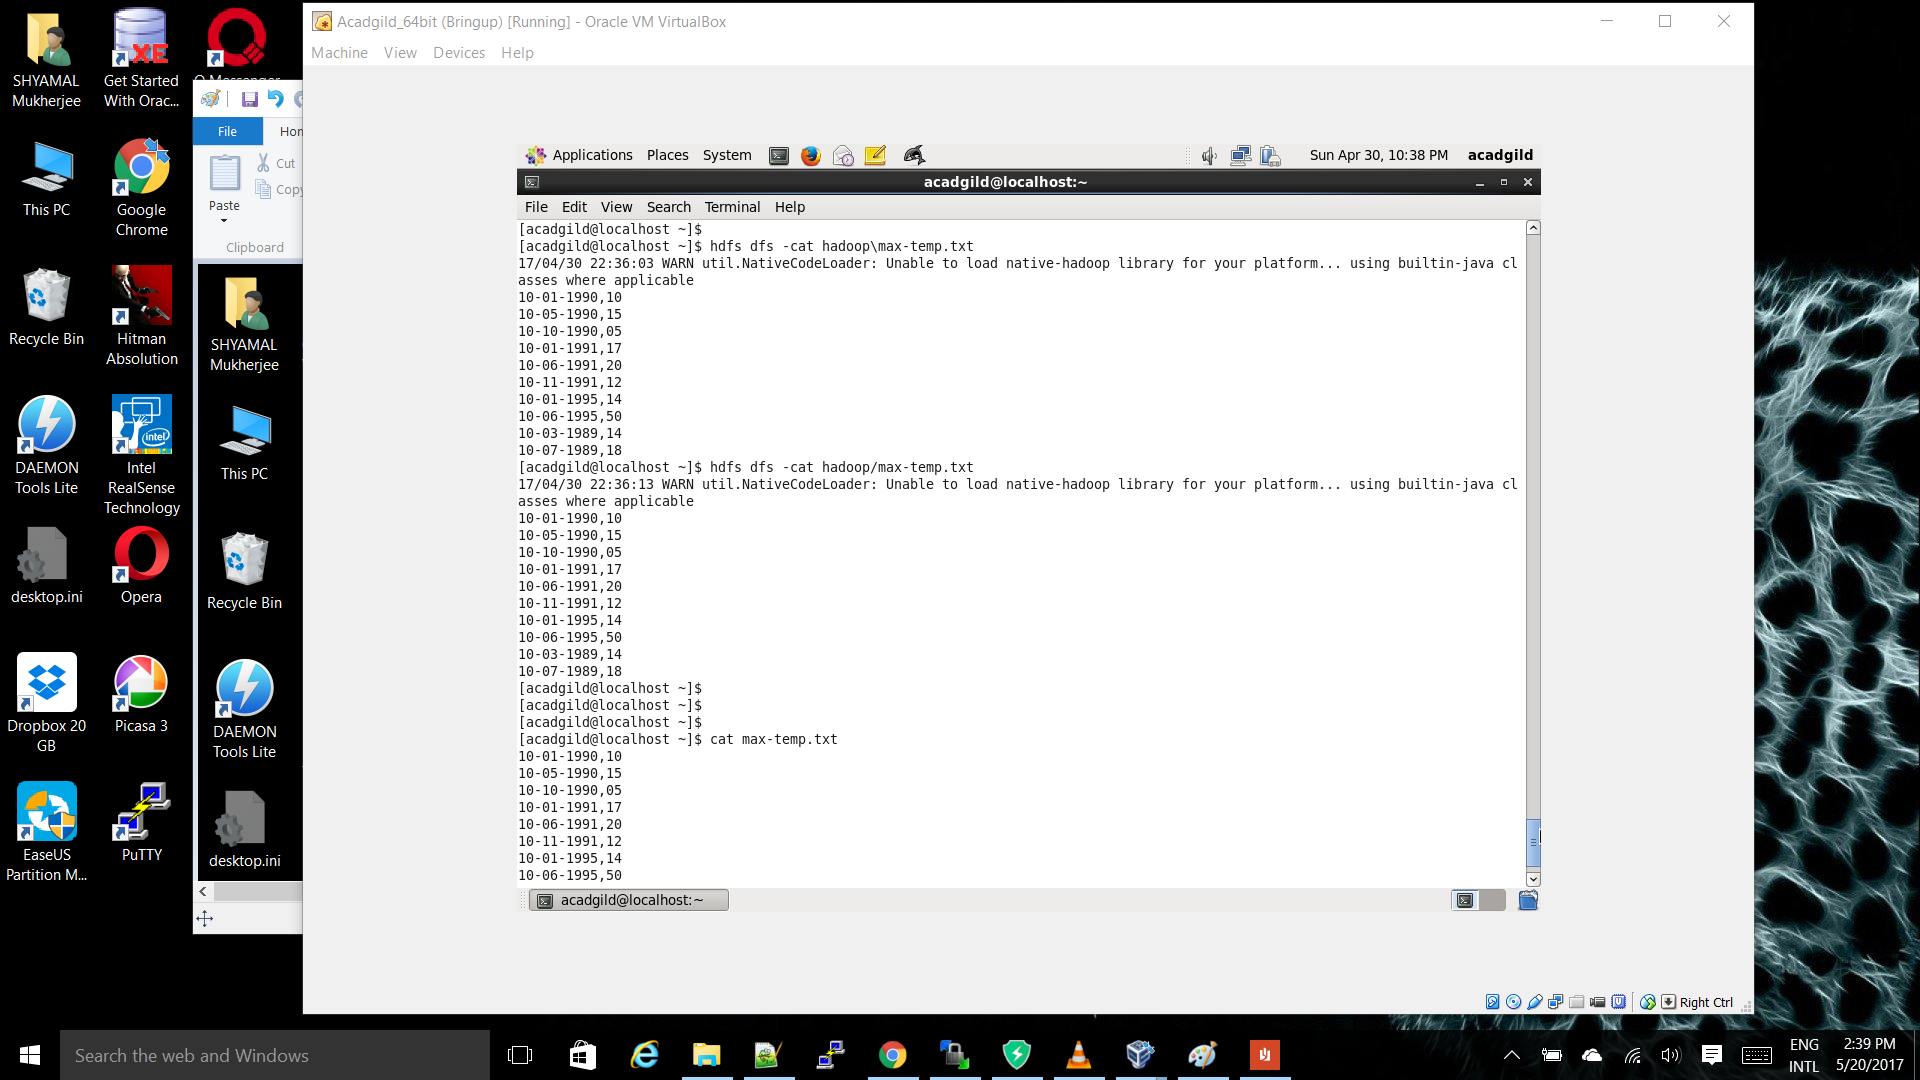 Acadgild_64bit (Bringup) [Running] - Oracle VM VirtualBox
Machine View Devices Help
SHYAMAL Mukherjee
Get Started With Orac...
This PC
Google Chrome
Recycle Bin
Hitman Absolution
DAEMON Tools Lite
Intel RealSense Technology
desktop.ini
Opera
Dropbox 20 GB
Picasa 3
EaseUS Partition M...
PuTTY
File
Cut
Copy
Paste
Clipboard
SHYAMAL Mukherjee
This PC
Recycle Bin
DAEMON Tools Lite
desktop.ini
Applications Places System
Sun Apr 30, 10:38 PM acadgild
acadgild@localhost:~
File Edit View Search Terminal Help
[acadgild@localhost ~]$
[acadgild@localhost ~]$ hdfs dfs -cat hadoop\max-temp.txt
17/04/30 22:36:03 WARN util.NativeCodeLoader: Unable to load native-hadoop library for your platform... using builtin-java cl
asses where applicable
10-01-1990,10
10-05-1990,15
10-10-1990,05
10-01-1991,17
10-06-1991,20
10-11-1991,12
10-01-1995,14
10-06-1995,50
10-03-1989,14
10-07-1989,18
[acadgild@localhost ~]$ hdfs dfs -cat hadoop/max-temp.txt
17/04/30 22:36:13 WARN util.NativeCodeLoader: Unable to load native-hadoop library for your platform... using builtin-java cl
asses where applicable
10-01-1990,10
10-05-1990,15
10-10-1990,05
10-01-1991,17
10-06-1991,20
10-11-1991,12
10-01-1995,14
10-06-1995,50
10-03-1989,14
10-07-1989,18
[acadgild@localhost ~]$
[acadgild@localhost ~]$
[acadgild@localhost ~]$
[acadgild@localhost ~]$ cat max-temp.txt
10-01-1990,10
10-05-1990,15
10-10-1990,05
10-01-1991,17
10-06-1991,20
10-11-1991,12
10-01-1995,14
10-06-1995,50
acadgild@localhost:~
Right Ctrl
Search the web and Windows
ENG
INTL
2:39 PM
5/20/2017